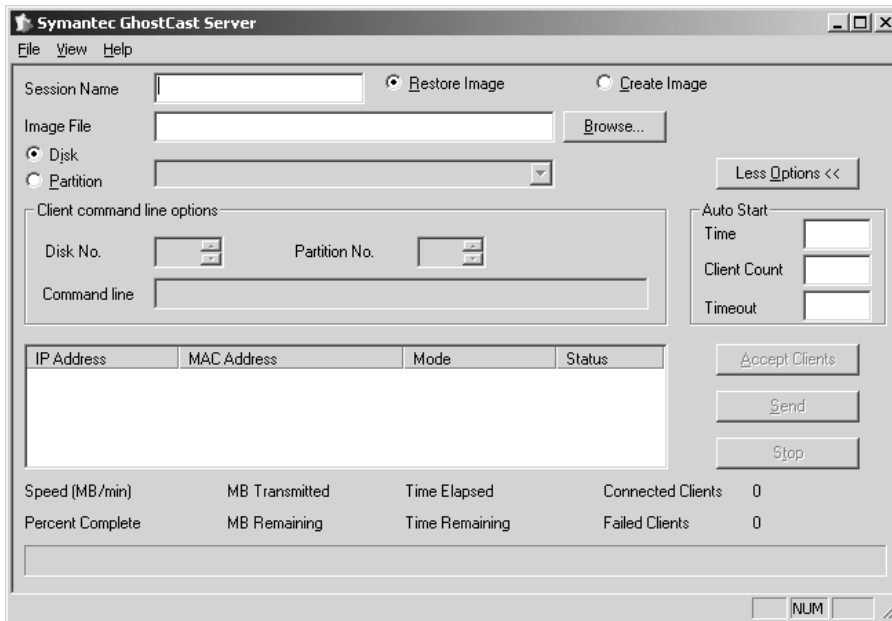 Symantec GhostCast Server
File View Help
Session Name Restore Image Create Image
Image File Browse...
Disk
Partition Less Options <<
Client command line options Auto Start
Time
Disk No. Partition No.
Client Count
Command line
Timeout
IP Address MAC Address Mode Status
Accept Clients
Send
Stop
Speed (MB/min) MB Transmitted Time Elapsed Connected Clients 0
Percent Complete MB Remaining Time Remaining Failed Clients 0
NUM